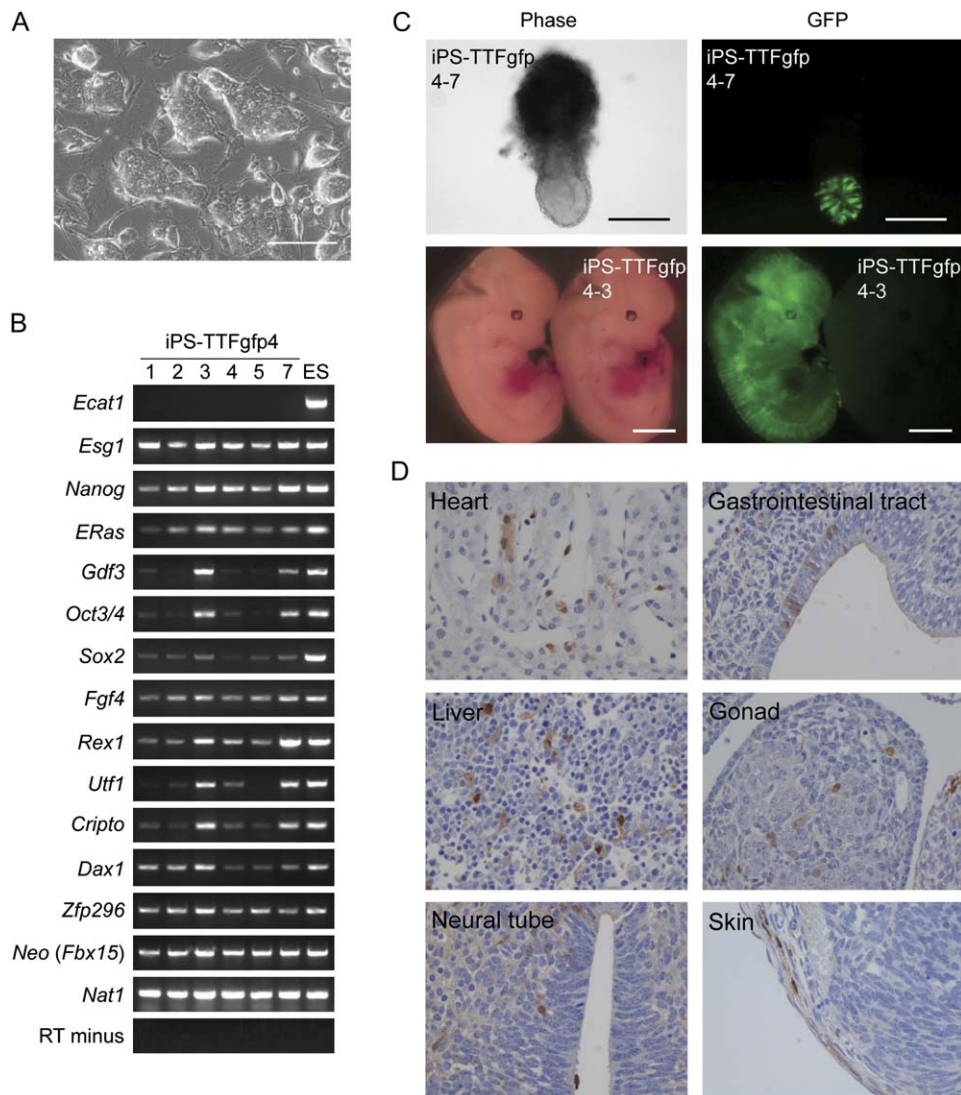 A
B
iPS-TTFgfp4
1 2 3 4 5 7 ES
Ecat1
Esg1
Nanog
ERas
Gdf3
Oct3/4
Sox2
Fgf4
Rex1
Utf1
Cripto
Dax1
Zfp296
Neo (Fbx15)
Nat1
RT minus
C
Phase GFP
iPS-TTFgfp
4-7
iPS-TTFgfp
4-7
iPS-TTFgfp
4-3
iPS-TTFgfp
4-3
D
Heart
Gastrointestinal tract
Liver
Gonad
Neural tube
Skin